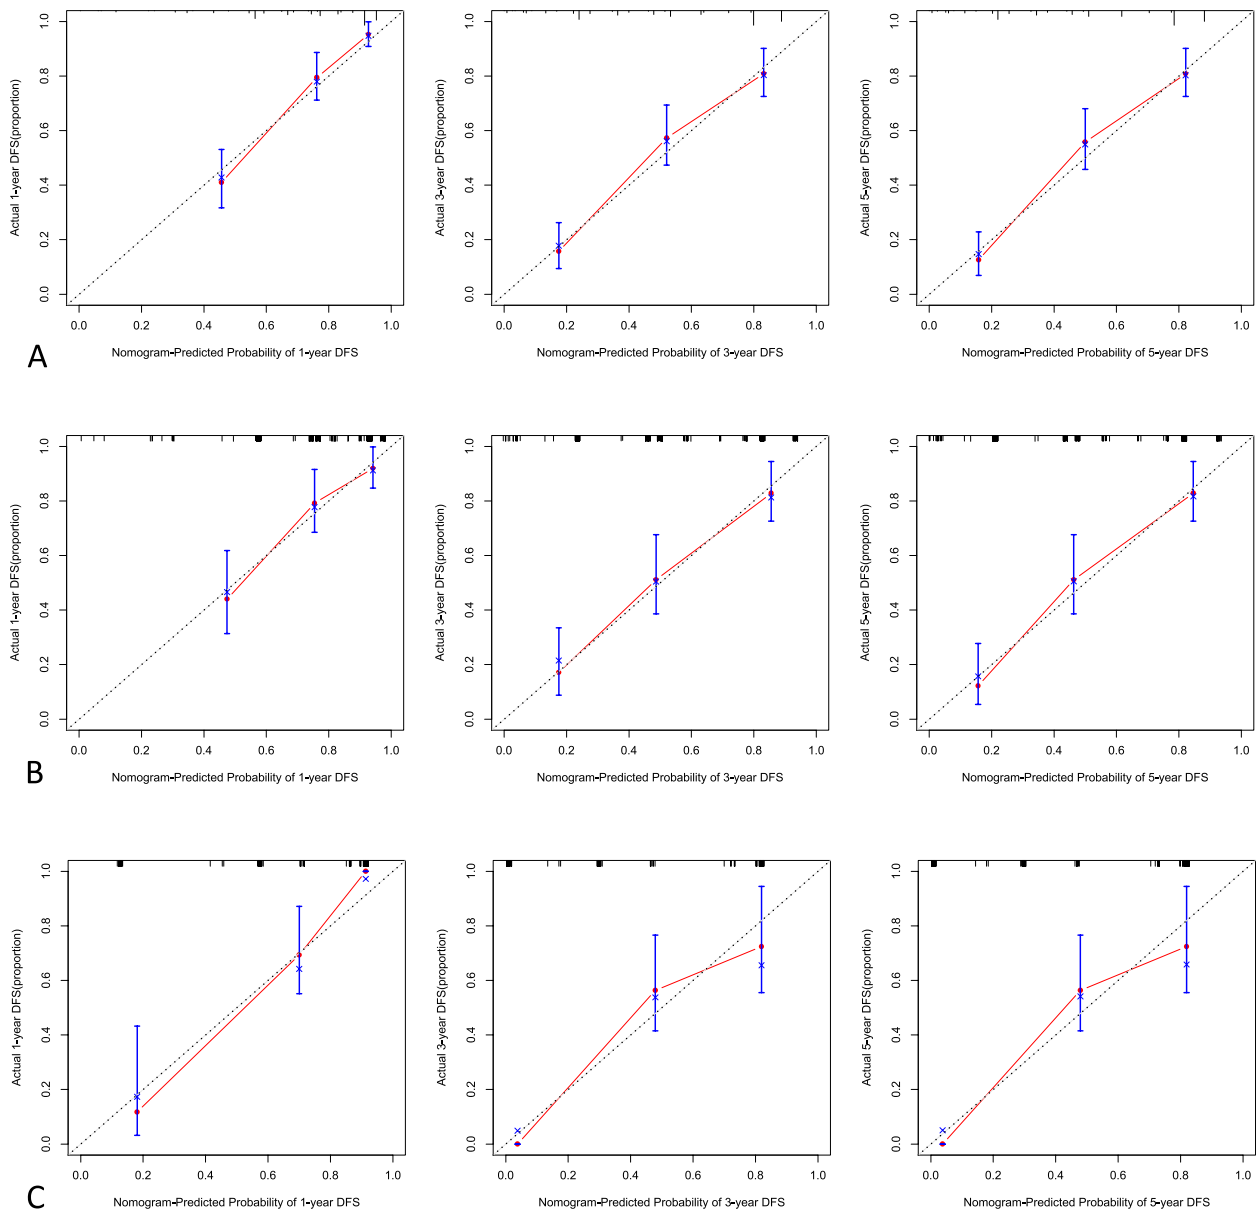 Actual 1-year DFS(proportion)
0.0 0.2 0.4 0.6 0.8 1.0
0.0 0.2 0.4 0.6 0.8 1.0
Nomogram-Predicted Probability of 1-year DFS
Actual 3-year DFS(proportion)
0.0 0.2 0.4 0.6 0.8 1.0
0.0 0.2 0.4 0.6 0.8 1.0
Nomogram-Predicted Probability of 3-year DFS
Actual 5-year DFS(proportion)
0.0 0.2 0.4 0.6 0.8 1.0
0.0 0.2 0.4 0.6 0.8 1.0
Nomogram-Predicted Probability of 5-year DFS
A
Actual 1-year DFS(proportion)
0.0 0.2 0.4 0.6 0.8 1.0
0.0 0.2 0.4 0.6 0.8 1.0
Nomogram-Predicted Probability of 1-year DFS
Actual 3-year DFS(proportion)
0.0 0.2 0.4 0.6 0.8 1.0
0.0 0.2 0.4 0.6 0.8 1.0
Nomogram-Predicted Probability of 3-year DFS
Actual 5-year DFS(proportion)
0.0 0.2 0.4 0.6 0.8 1.0
0.0 0.2 0.4 0.6 0.8 1.0
Nomogram-Predicted Probability of 5-year DFS
B
Actual 1-year DFS(proportion)
0.0 0.2 0.4 0.6 0.8 1.0
0.0 0.2 0.4 0.6 0.8 1.0
Nomogram-Predicted Probability of 1-year DFS
Actual 3-year DFS(proportion)
0.0 0.2 0.4 0.6 0.8 1.0
0.0 0.2 0.4 0.6 0.8 1.0
Nomogram-Predicted Probability of 3-year DFS
Actual 5-year DFS(proportion)
0.0 0.2 0.4 0.6 0.8 1.0
0.0 0.2 0.4 0.6 0.8 1.0
Nomogram-Predicted Probability of 5-year DFS
C